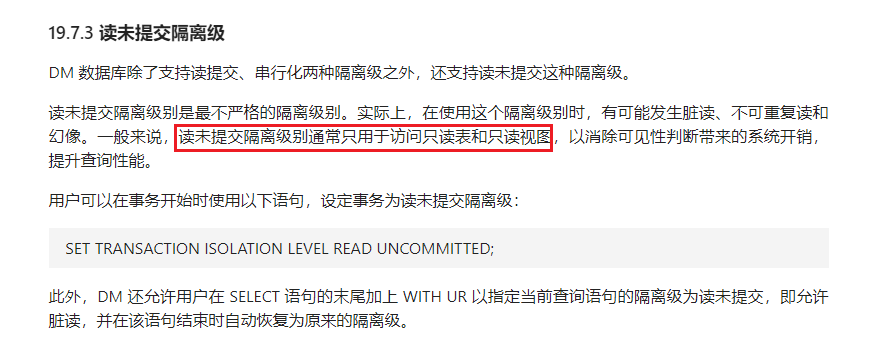 19.7.3 读未提交隔离级
DM 数据库除了支持读提交、串行化两种隔离级之外，还支持读未提交这种隔离级。
读未提交隔离级别是最不严格的隔离级别。实际上，在使用这个隔离级别时，有可能发生脏读、不可重复读和
幻像。一般来说，读未提交隔离级别通常只用于访问只读表和只读视图，以消除可见性判断带来的系统开销，
提升查询性能。
用户可以在事务开始时使用以下语句，设定事务为读未提交隔离级：
SET TRANSACTION ISOLATION LEVEL READ UNCOMMITTED;
此外，DM 还允许用户在 SELECT 语句的末尾加上 WITH UR 以指定当前查询语句的隔离级为读未提交，即允许
脏读，并在该语句结束时自动恢复为原来的隔离级。